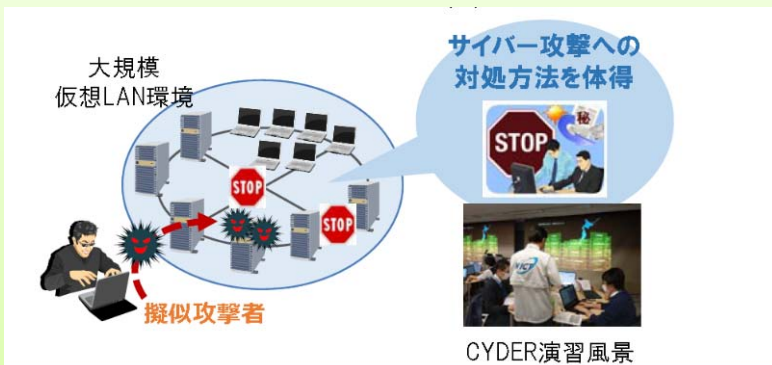 大規模
仮想LAN環境
サイバー攻撃への
対処方法を体得
秘
STOP
STOP
STOP
擬似攻撃者
NICT
CYDER演習風景